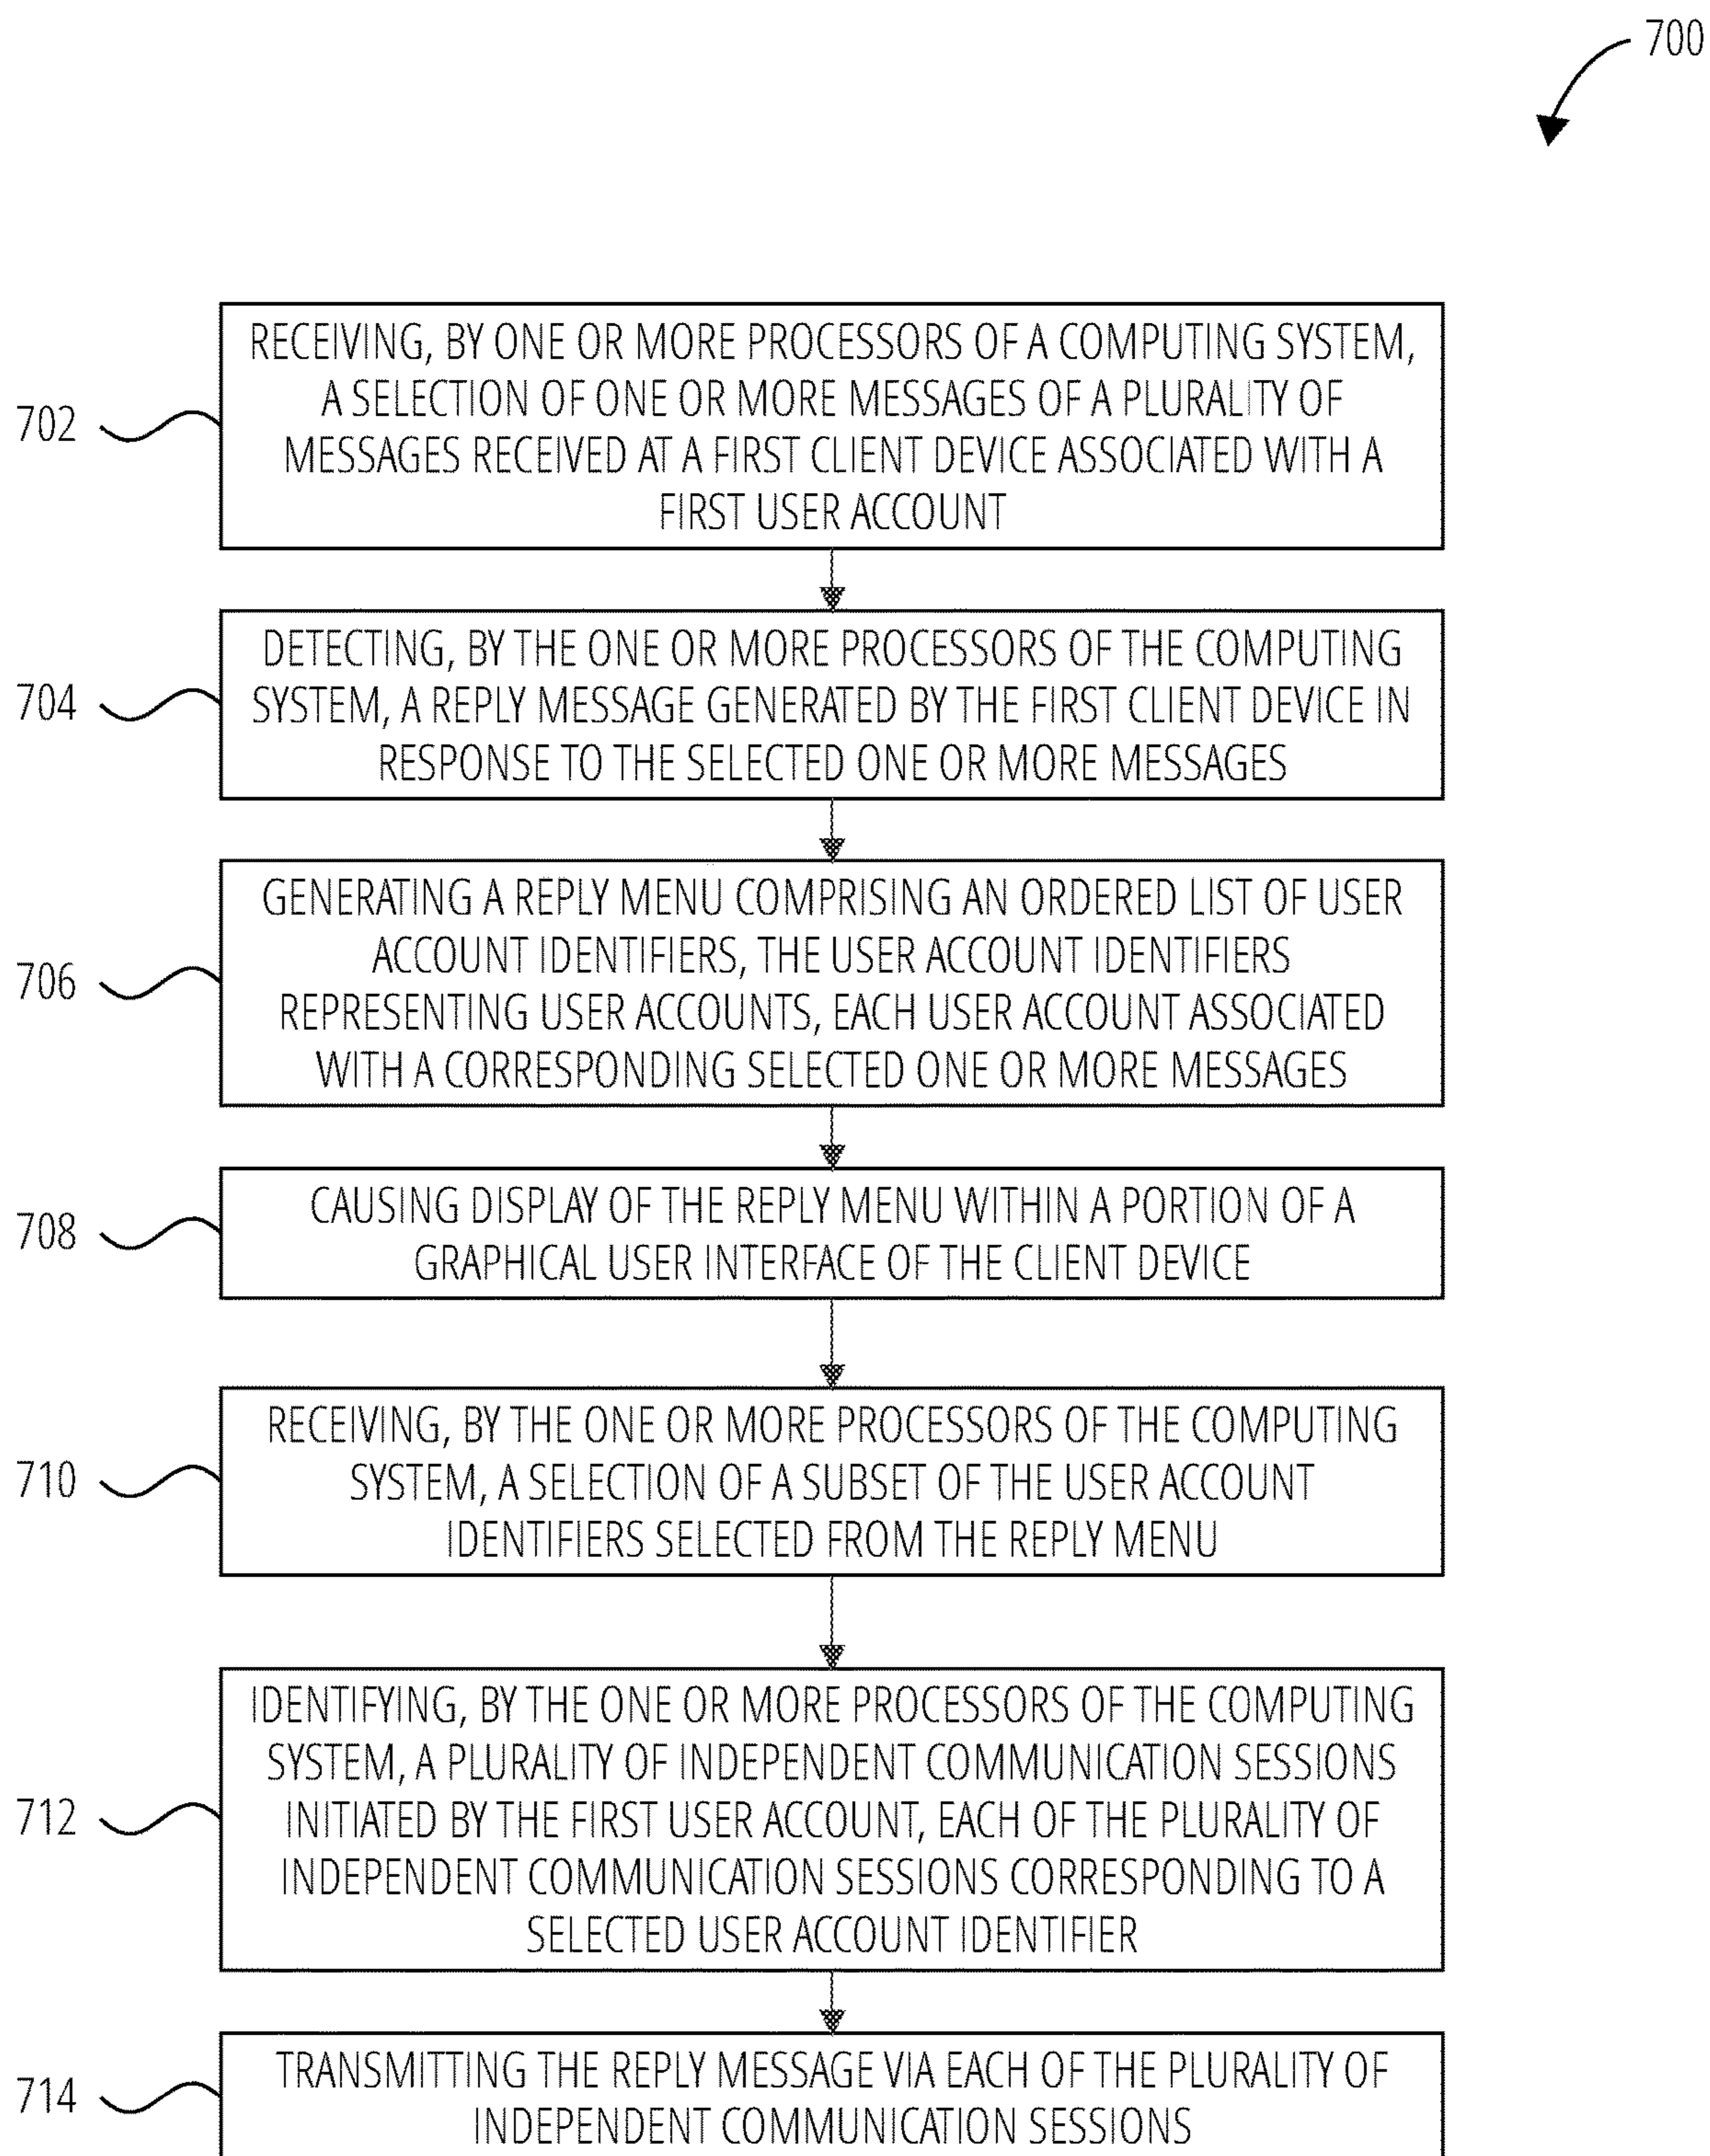 700
RECEIVING, BY ONE OR MORE PROCESSORS OF A COMPUTING SYSTEM,
A SELECTION OF ONE OR MORE MESSAGES OF A PLURALITY OF
702
MESSAGES RECEIVED AT A FIRST CLIENT DEVICE ASSOCIATED WITH A
FIRST USER ACCOUNT
DETECTING, BY THE ONE OR MORE PROCESSORS OF THE COMPUTING
704
SYSTEM, A REPLY MESSAGE GENERATED BY THE FIRST CLIENT DEVICE IN
RESPONSE TO THE SELECTED ONE OR MORE MESSAGES
GENERATING A REPLY MENU COMPRISING AN ORDERED LIST OF USER
ACCOUNT IDENTIFIERS, THE USER ACCOUNT IDENTIFIERS
706
REPRESENTING USER ACCOUNTS, EACH USER ACCOUNT ASSOCIATED
WITH A CORRESPONDING SELECTED ONE OR MORE MESSAGES
708
CAUSING DISPLAY OF THE REPLY MENU WITHIN A PORTION OF A
GRAPHICAL USER INTERFACE OF THE CLIENT DEVICE
RECEIVING, BY THE ONE OR MORE PROCESSORS OF THE COMPUTING
710
SYSTEM, A SELECTION OF A SUBSET OF THE USER ACCOUNT
IDENTIFIERS SELECTED FROM THE REPLY MENU
IDENTIFYING, BY THE ONE OR MORE PROCESSORS OF THE COMPUTING
SYSTEM, A PLURALITY OF INDEPENDENT COMMUNICATION SESSIONS
712
INITIATED BY THE FIRST USER ACCOUNT, EACH OF THE PLURALITY OF
INDEPENDENT COMMUNICATION SESSIONS CORRESPONDING TO A
SELECTED USER ACCOUNT IDENTIFIER
714
TRANSMITTING THE REPLY MESSAGE VIA EACH OF THE PLURALITY OF
INDEPENDENT COMMUNICATION SESSIONS